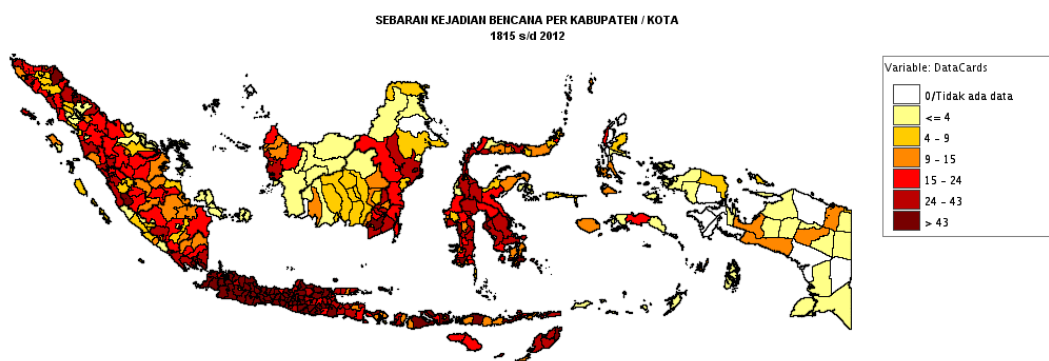 SEBARAN KEJADIAN BENCANA PER KABUPATEN / KOTA
1815 s/d 2012
Variable: DataCards
0/Tidak ada data
<= 4
4 - 9
9 - 15
15 - 24
24 - 43
> 43